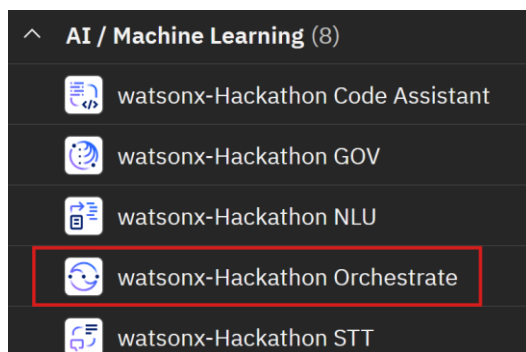 AI / Machine Learning (8)
watsonx-Hackathon Code Assistant
watsonx-Hackathon GOV
watsonx-Hackathon NLU
watsonx-Hackathon Orchestrate
watsonx-Hackathon STT